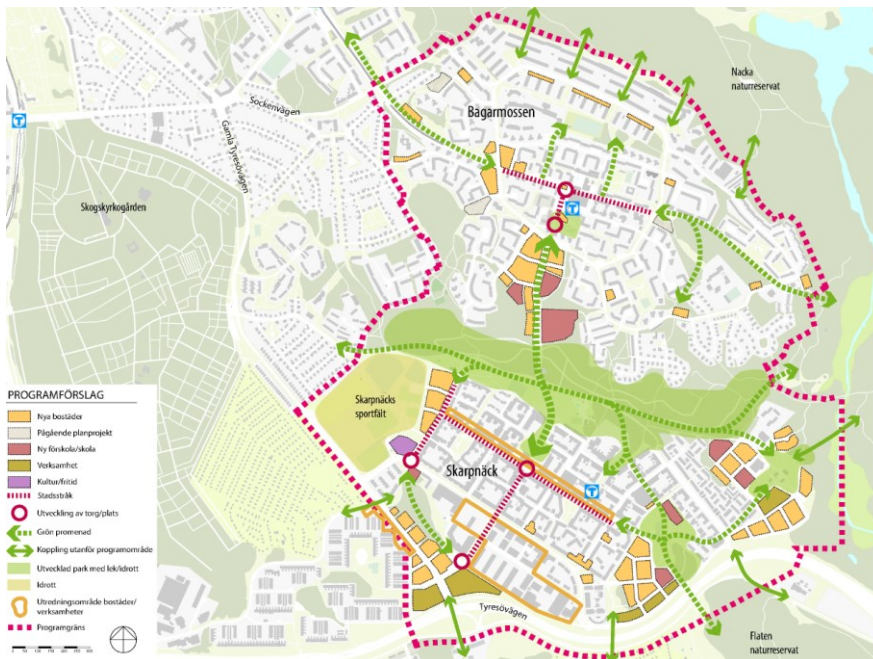 Nacka
naturreservat
Sockenvägen
Bagarmossen
T
Gamla Tyresövägen
Skogskyrkogården
T
Skarpnäcks
sportfält
Skarpnäck
T
Tyresövägen
Flaten
naturreservat
PROGRAMFÖRSLAG
Nya bostäder
Pågående planprojekt
Ny förskola/skola
Verksamhet
Kultur/fritid
Stadsstråk
Utveckling av torg/plats
Grön promenad
Koppling utanför programområde
Utvecklad park med lek/idrott
Idrott
Utredningsområde bostäder/
verksamheter
Programgräns